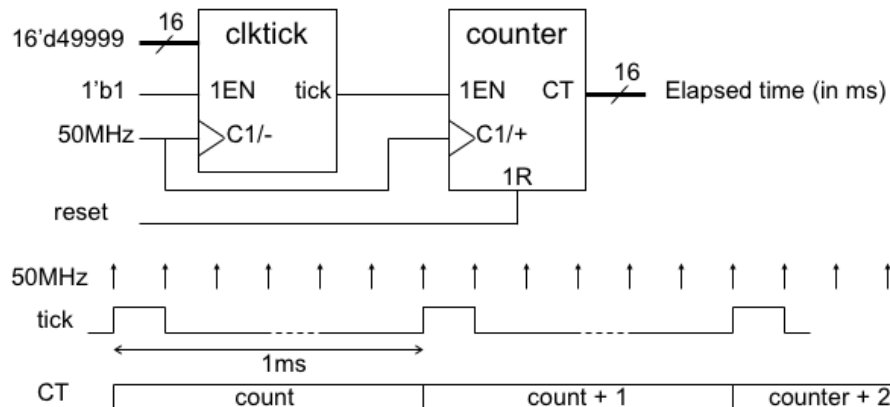 16'd49999
16
clktick
counter
16
1'b1
1EN
tick
1EN
CT
Elapsed time (in ms)
50MHz
C1/-
C1/+
1R
reset
50MHz
tick
1ms
CT
count
count + 1
counter + 2